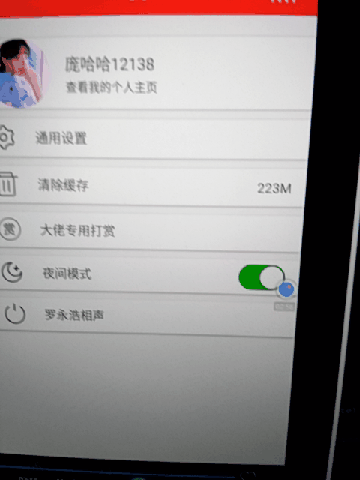 庞哈哈12138
查看我的个人主页
通用设置
清除缓存 223M
赏 大佬专用打赏
夜间模式
罗永浩相声